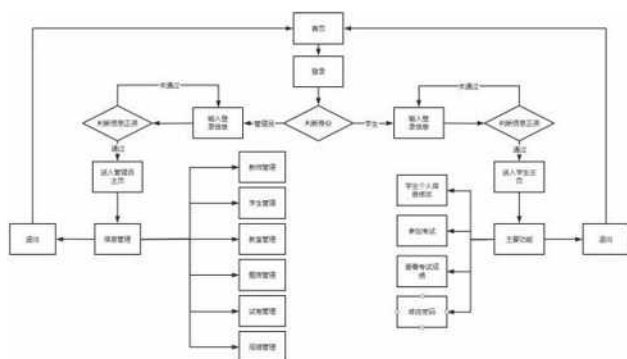 首页
登录
未通过
未通过
判断信息正误
输入登
录信息
管理员
判断身份
学生
输入登
录信息
判断信息正误
通过
通过
进入管理员
主页
教师管理
学生个人信
进入学生主
页
学生管理
参加考试
退出
信息管理
教室管理
主要功能
退出
查看考试成
绩
题库管理
试卷管理
修改密码
成绩管理